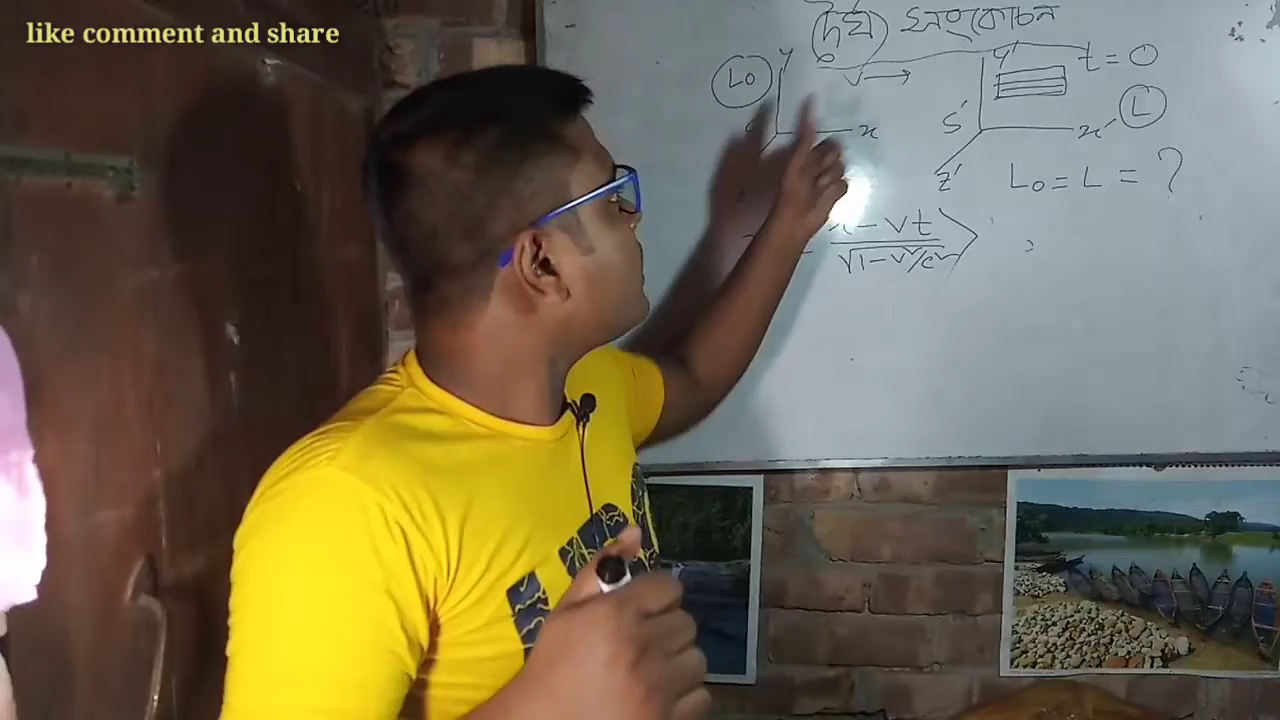 like comment and share
দৈর্ঘ্য সংকোচন
L0 y v→ y' t = 0
x S' x' L
z' L0 = L = ?
x - vt
√1 - v²/c²